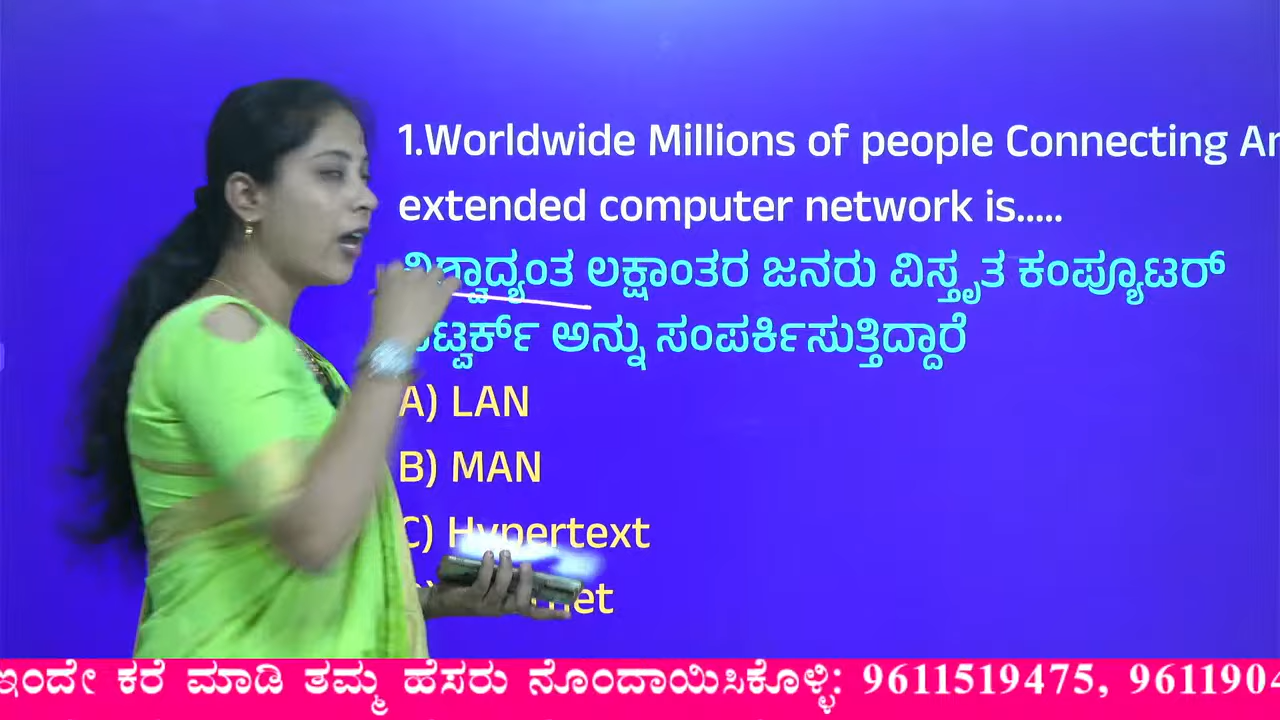 1.Worldwide Millions of people Connecting
extended computer network is.....
ವಿಶ್ವಾದ್ಯಂತ ಲಕ್ಷಾಂತರ ಜನರು ವಿಸ್ತೃತ ಕಂಪ್ಯೂಟರ್
ಅನ್ನು ಸಂಪರ್ಕಿಸುತ್ತಿದ್ದಾರೆ
A) LAN
B) MAN
C) Hypertext
ಇಂದೇ ಕರೆ ಮಾಡಿ ತಮ್ಮ ಹೆಸರು ನೊಂದಾಯಿಸಿಕೊಳ್ಳಿ: 9611519475, 9611904